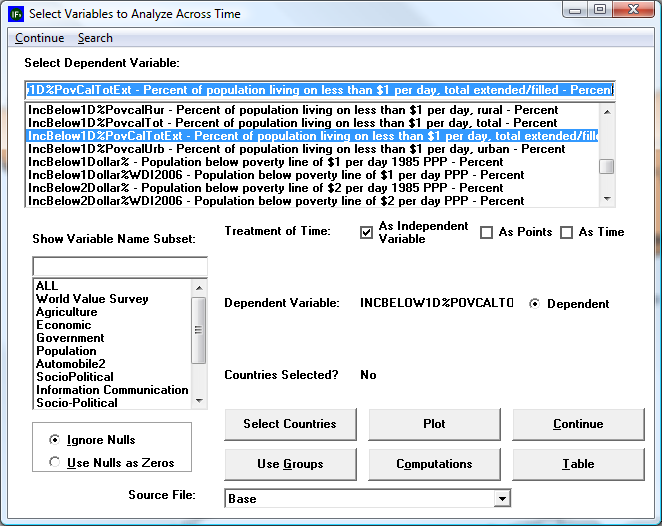 IFs Select Variables to Analyze Across Time
Continue Search
Select Dependent Variable:
1D%PovCalTotExt - Percent of population living on less than $1 per day, total extended/filled - Percent
IncBelow1D%PovcalRur - Percent of population living on less than $1 per day, rural - Percent
IncBelow1D%PovcalTot - Percent of population living on less than $1 per day, total - Percent
IncBelow1D%PovCalTotExt - Percent of population living on less than $1 per day, total extended/fille
IncBelow1D%PovcalUrb - Percent of population living on less than $1 per day, urban - Percent
IncBelow1Dollar% - Population below poverty line of $1 per day 1985 PPP - Percent
IncBelow1Dollar%WDI2006 - Population below poverty line of $1 per day PPP - Percent
IncBelow2Dollar% - Population below poverty line of $2 per day 1985 PPP - Percent
IncBelow2Dollar%WDI2006 - Population below poverty line of $2 per day PPP - Percent
Show Variable Name Subset:
ALL
World Value Survey
Agriculture
Economic
Government
Population
Automobile2
SocioPolitical
Information Communication
Socio-Political
Ignore Nulls
Use Nulls as Zeros
Treatment of Time:
As Independent
Variable
As Points
As Time
Dependent Variable: INCBELOW1D%POVCALTO Dependent
Countries Selected? No
Select Countries Plot Continue
Use Groups Computations Table
Source File: Base